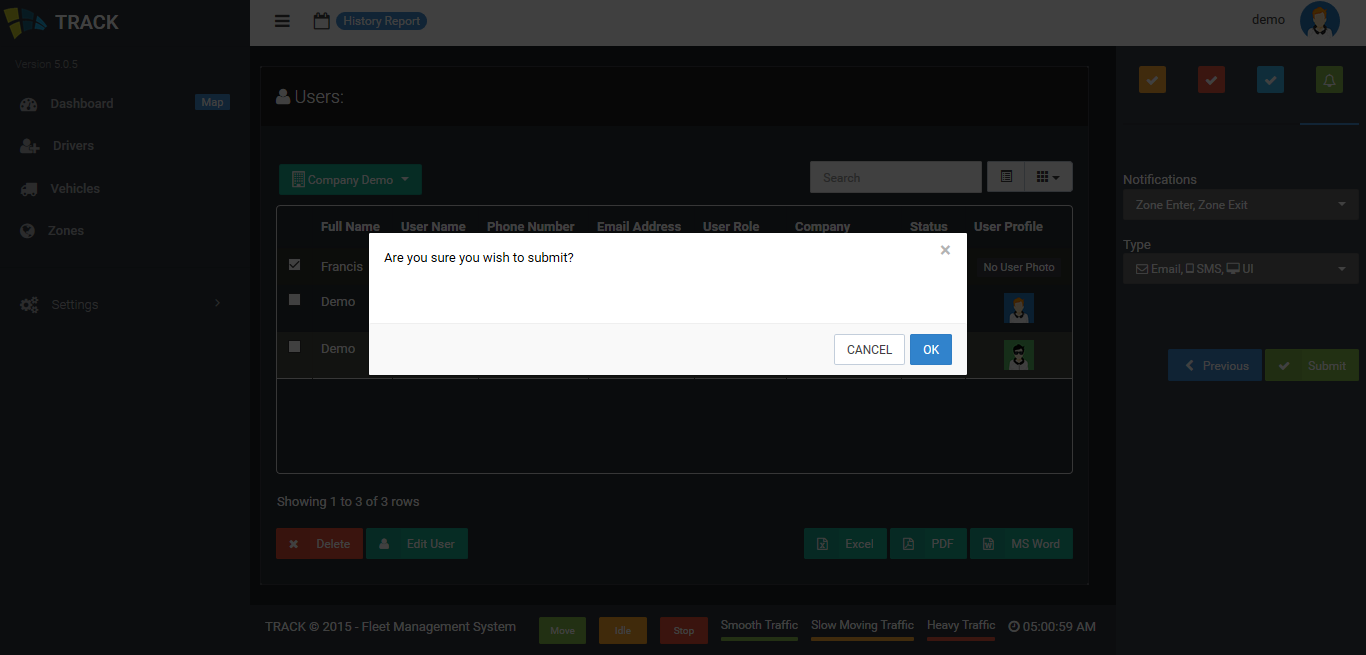 TRACK
History Report
demo
Version 5.0.5
Dashboard
Map
Drivers
Vehicles
Zones
Settings
Users:
Company Demo
Search
Full Name User Name Phone Number Email Address User Role Company Status User Profile
Francis
No User Photo
Demo
Demo
Are you sure you wish to submit?
×
CANCEL
OK
Showing 1 to 3 of 3 rows
Delete
Edit User
Excel
PDF
MS Word
Notifications
Zone Enter, Zone Exit
Type
Email, SMS, UI
Previous
Submit
TRACK © 2015 - Fleet Management System
Move
Idle
Stop
Smooth Traffic
Slow Moving Traffic
Heavy Traffic
05:00:59 AM